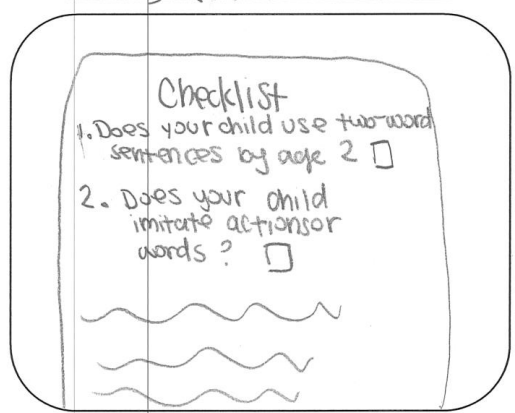 Checklist
1. Does your child use two-word
sentences by age 2
2. Does your child
imitate actionsor
words?